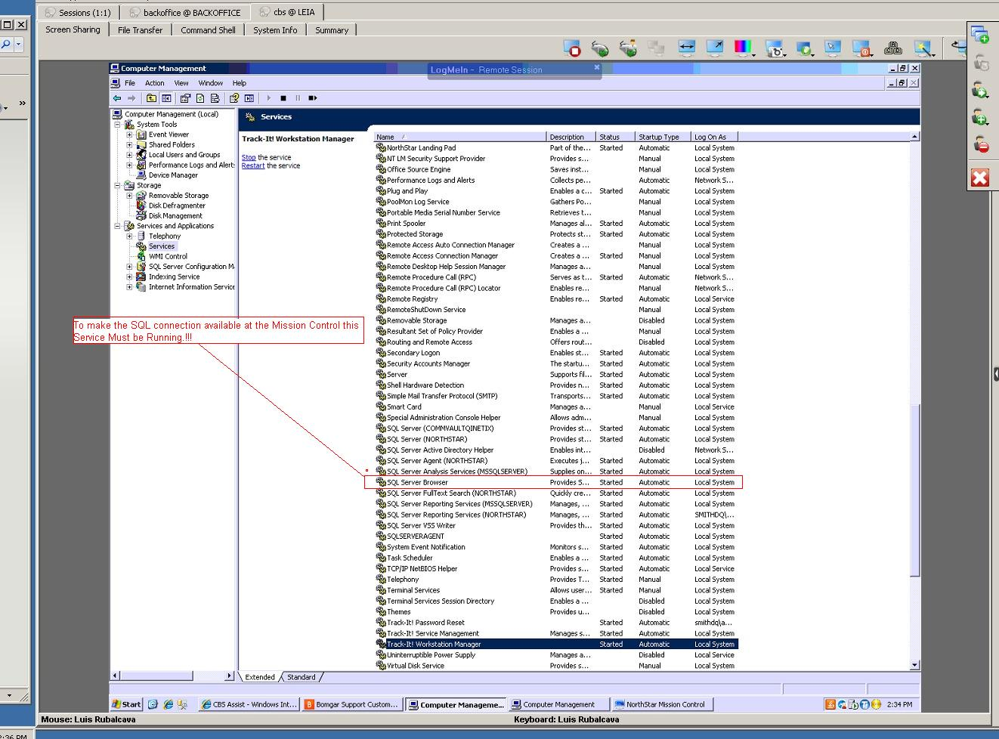 Sessions (1:1)
backoffice @ BACKOFFICE
cbs @ LEIA
Screen Sharing
File Transfer
Command Shell
System Info
Summary
Computer Management
LogMeIn - Remote Session
File Action View Window Help
Computer Management (Local)
System Tools
Event Viewer
Shared Folders
Local Users and Groups
Performance Logs and Alerts
Device Manager
Storage
Removable Storage
Disk Defragmenter
Disk Management
Services and Applications
Telephony
Services
WMI Control
SQL Server Configuration M
Indexing Service
Internet Information Service
Services
Track-It! Workstation Manager
Stop the service
Restart the service
To make the SQL connection available at the Mission Control this
Service Must be Running.!!!
Name Description Status Startup Type Log On As
NorthStar Landing Pad Part of the... Started Automatic Local System
NT LM Security Support Provider Provides s... Manual Local System
Office Source Engine Saves inst... Manual Local System
Performance Logs and Alerts Collects pe... Automatic Network S...
Plug and Play Enables a c... Started Automatic Local System
PoolMon Log Service Gathers Po... Manual Local System
Portable Media Serial Number Service Retrieves t... Manual Local System
Print Spooler Manages al... Started Automatic Local System
Protected Storage Protects st... Started Automatic Local System
Remote Access Auto Connection Manager Creates a ... Manual Local System
Remote Access Connection Manager Creates a ... Started Manual Local System
Remote Desktop Help Session Manager Manages a... Manual Local System
Remote Procedure Call (RPC) Serves as t... Started Automatic Network S...
Remote Procedure Call (RPC) Locator Enables re... Manual Network S...
Remote Registry Enables re... Started Automatic Local Service
RemoteShutDown Service Manual Local System
Removable Storage Manages a... Disabled Local System
Resultant Set of Policy Provider Enables a ... Manual Local System
Routing and Remote Access Offers rout... Disabled Local System
Secondary Logon Enables st... Started Automatic Local System
Security Accounts Manager The startu... Started Automatic Local System
Server Supports fil... Started Automatic Local System
Shell Hardware Detection Provides n... Started Automatic Local System
Simple Mail Transfer Protocol (SMTP) Transports... Started Automatic Local System
Smart Card Manages a... Manual Local Service
Special Administration Console Helper Allows adm... Manual Local System
SQL Server (COMMVAULTQINETIX) Provides st... Started Automatic Local System
SQL Server (NORTHSTAR) Provides st... Started Automatic Local System
SQL Server Active Directory Helper Enables int... Disabled Network S...
SQL Server Agent (NORTHSTAR) Executes j... Started Automatic Local System
SQL Server Analysis Services (MSSQLSERVER) Supplies on... Started Automatic Local System
SQL Server Browser Provides S... Started Automatic Local System
SQL Server FullText Search (NORTHSTAR) Quickly cre... Started Automatic Local System
SQL Server Reporting Services (MSSQLSERVER) Manages, ... Started Automatic Local System
SQL Server Reporting Services (NORTHSTAR) Manages, ... Started Automatic SMITHDQ\...
SQL Server VSS Writer Provides th... Started Automatic Local System
SQLSERVERAGENT Started Automatic Local System
System Event Notification Monitors s... Started Automatic Local System
Task Scheduler Enables a ... Started Automatic Local System
TCP/IP NetBIOS Helper Provides s... Started Automatic Local Service
Telephony Provides T... Started Manual Local System
Terminal Services Allows user... Started Manual Local System
Terminal Services Session Directory Enables a ... Disabled Local System
Themes Provides u... Disabled Local System
Track-It! Password Reset Started Automatic smithdq\a...
Track-It! Service Management Manages s... Started Automatic Local System
Track-It! Workstation Manager Started Automatic Local System
Uninterruptible Power Supply Manages a... Disabled Local Service
Virtual Disk Service Provides s... Manual Local System
Extended Standard
Start
CBS Assist - Windows Int...
Bomgar Support Custom...
Computer Manageme...
Computer Management
NorthStar Mission Control
2:34 PM
Mouse: Luis Rubalcava
Keyboard: Luis Rubalcava
2:36 PM